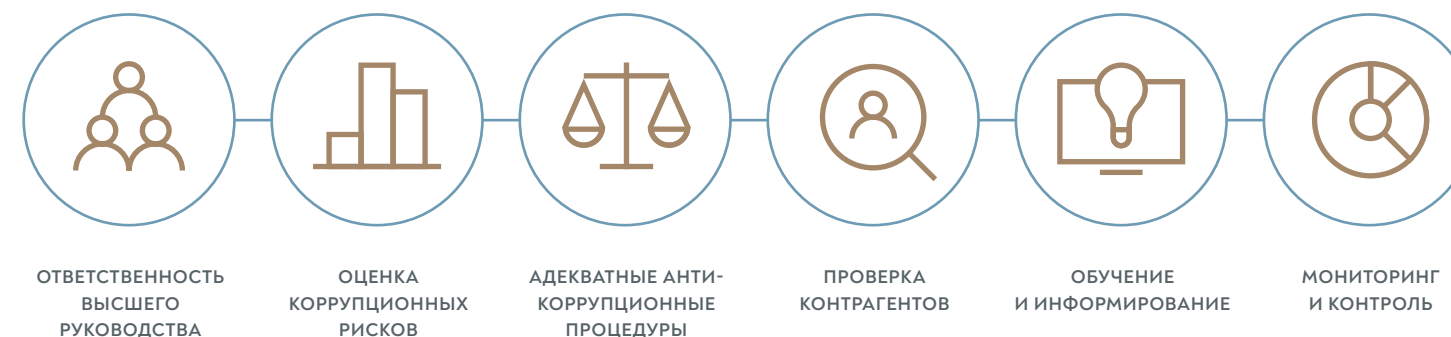 ОТВЕТСТВЕННОСТЬ
ВЫСШЕГО
РУКОВОДСТВА
ОЦЕНКА
КОРРУПЦИОННЫХ
РИСКОВ
АДЕКВАТНЫЕ АНТИ-
КОРРУПЦИОННЫЕ
ПРОЦЕДУРЫ
ПРОВЕРКА
КОНТРАГЕНТОВ
ОБУЧЕНИЕ
И ИНФОРМИРОВАНИЕ
МОНИТОРИНГ
И КОНТРОЛЬ